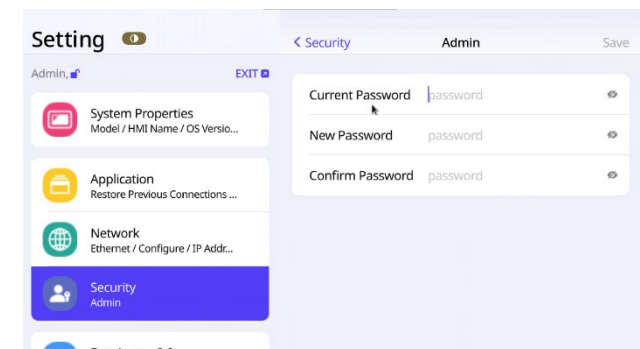 Setting
Admin,
EXIT
System Properties
Model / HMI Name / OS Versio...
Application
Restore Previous Connections ...
Network
Ethernet / Configure / IP Addr...
Security
Admin
Security
Admin
Save
Current Password password
New Password password
Confirm Password password